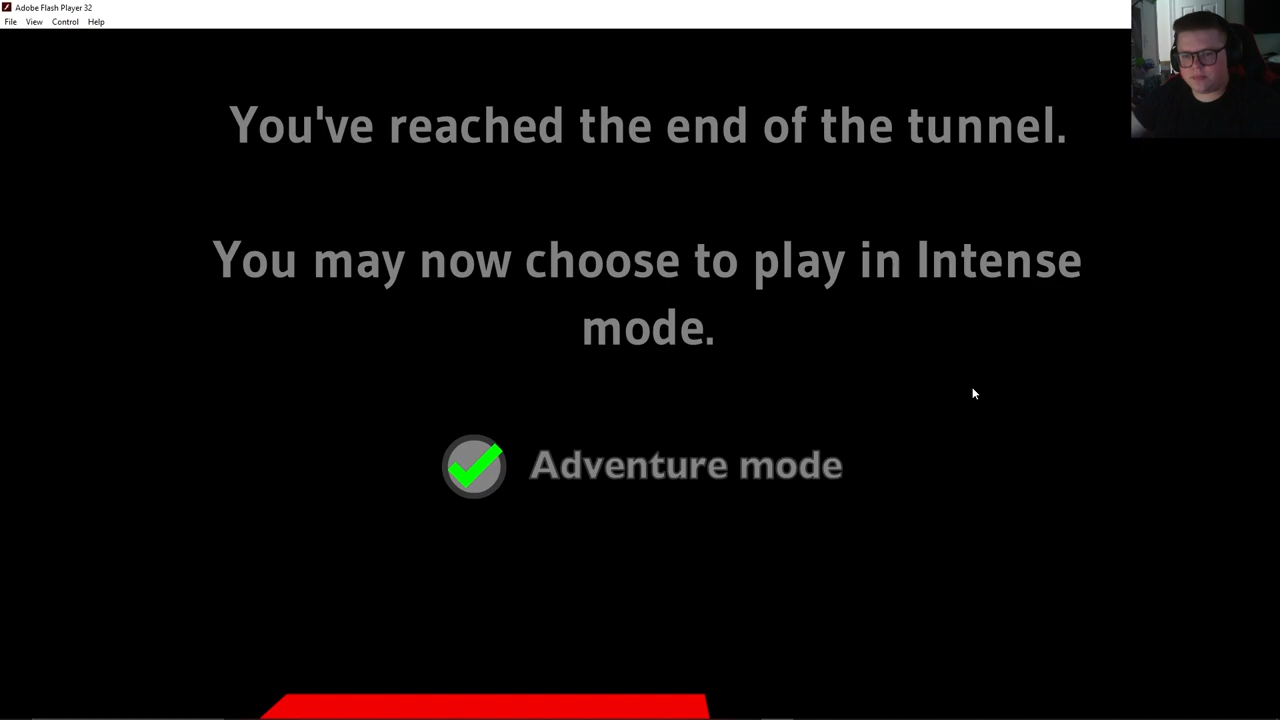 Adobe Flash Player 32
File View Control Help
You've reached the end of the tunnel.
You may now choose to play in Intense
mode.
Adventure mode